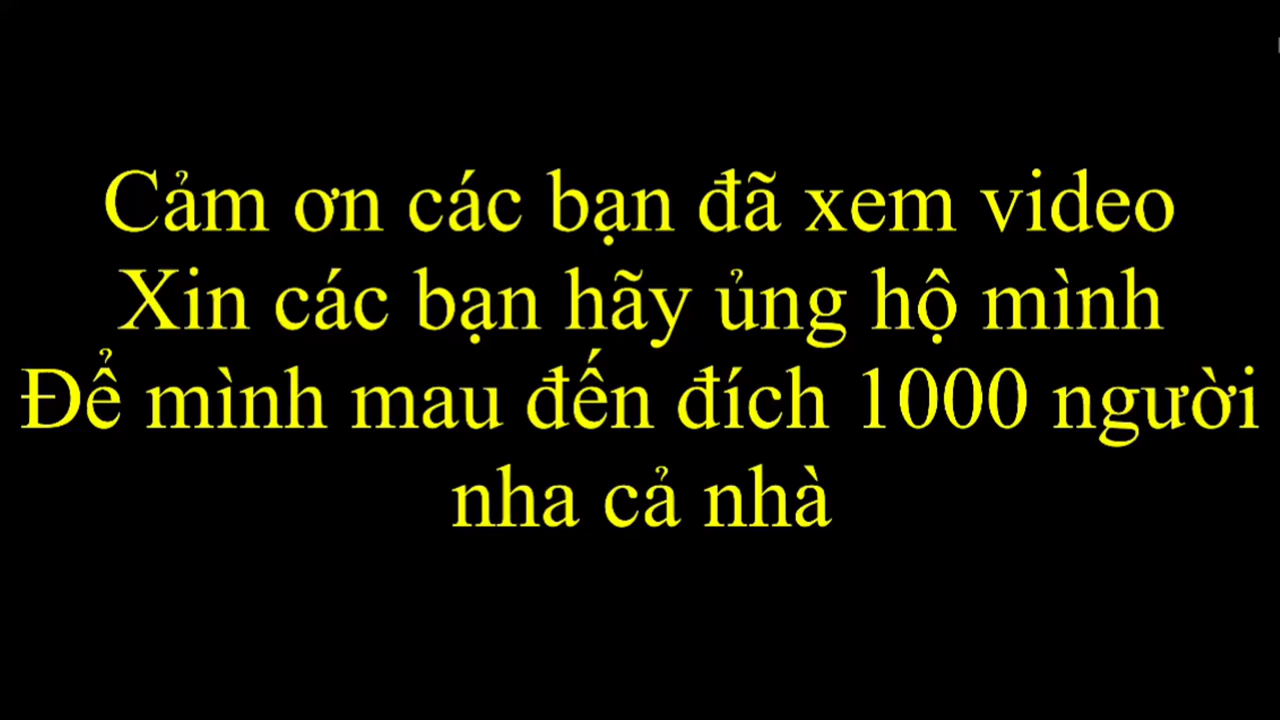 Cảm ơn các bạn đã xem video
Xin các bạn hãy ủng hộ mình
Để mình mau đến đích 1000 người
nha cả nhà